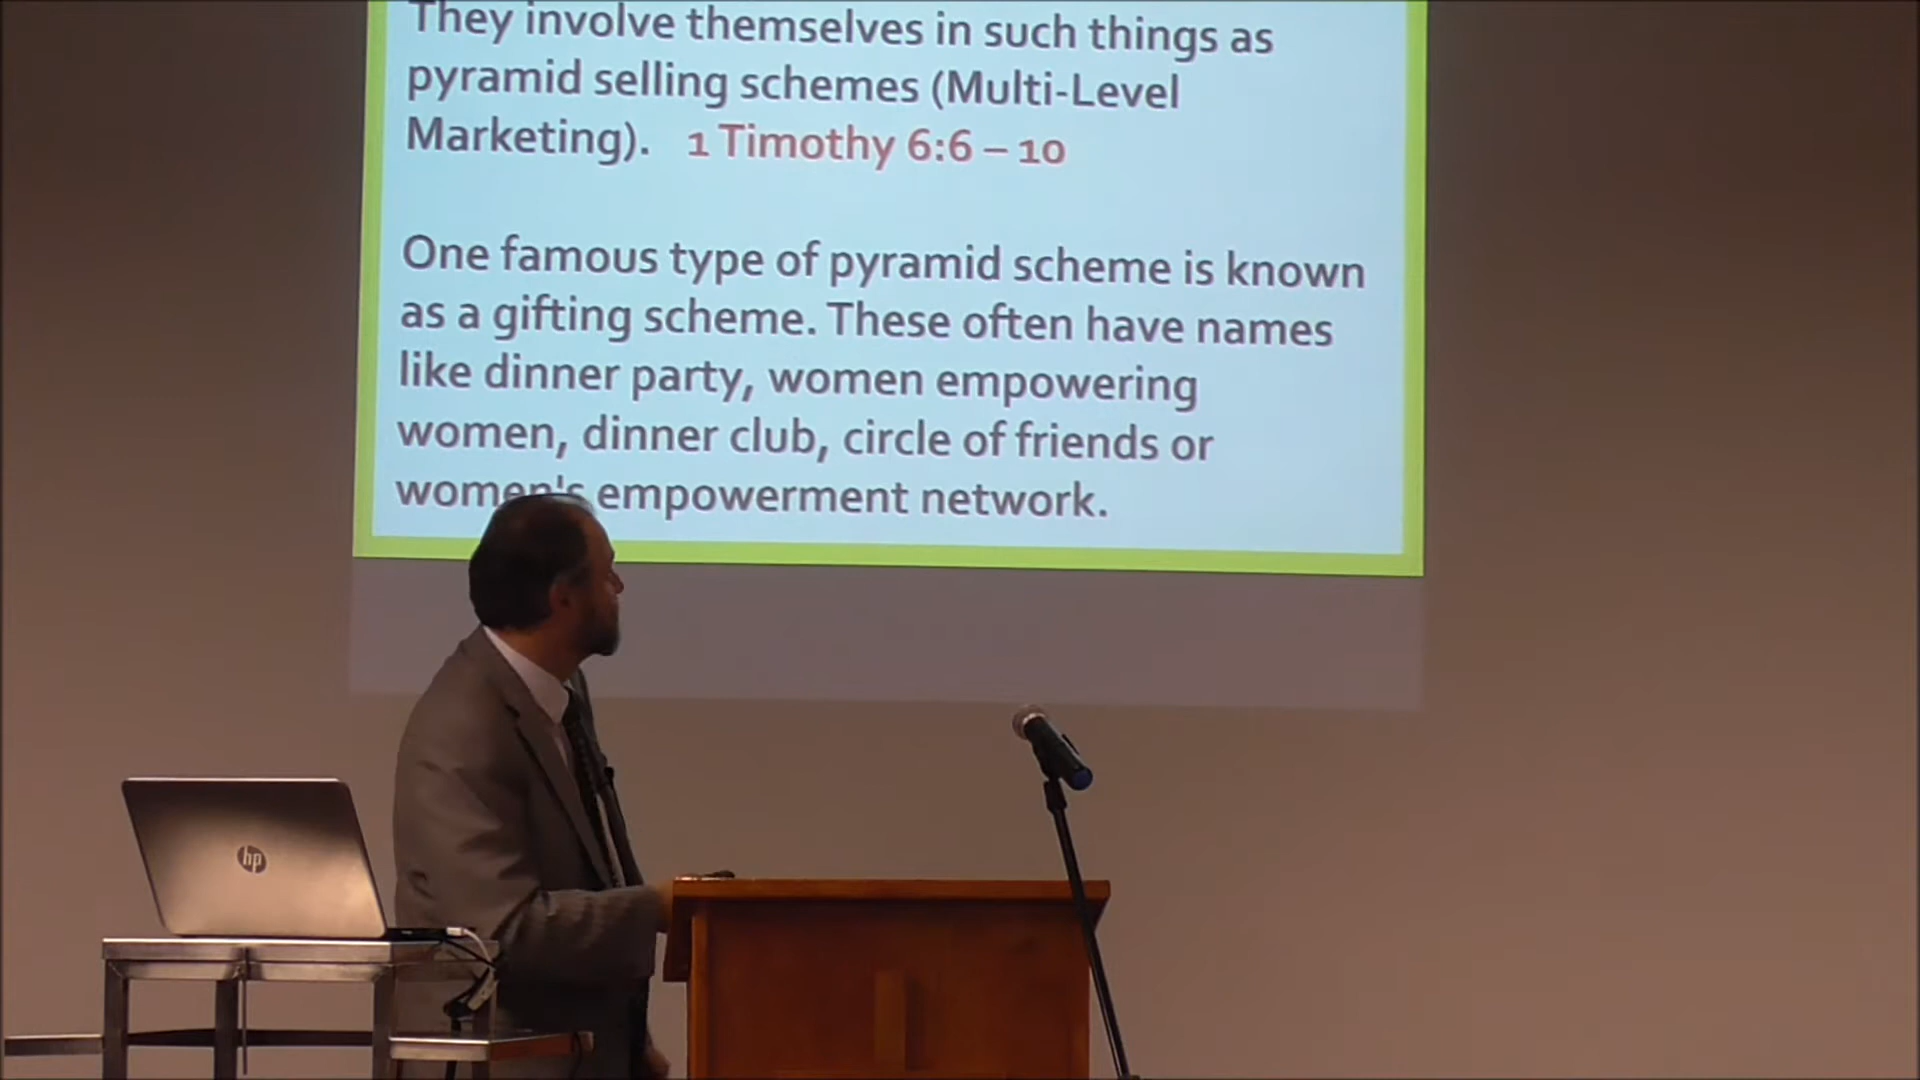 They involve themselves in such things as
pyramid selling schemes (Multi-Level
Marketing). 1 Timothy 6:6 – 10
One famous type of pyramid scheme is known
as a gifting scheme. These often have names
like dinner party, women empowering
women, dinner club, circle of friends or
women's empowerment network.
hp